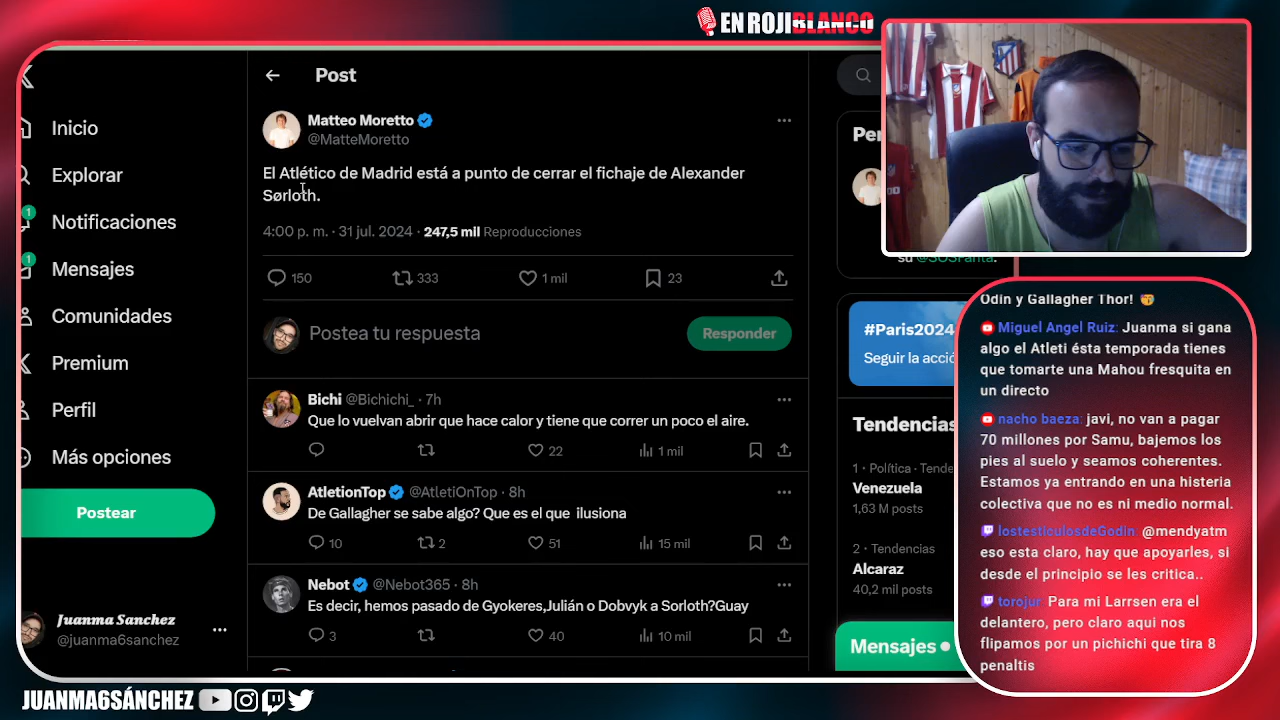 EN ROJIBLANCO
Post
Inicio
Explorar
1
Notificaciones
1
Mensajes
Comunidades
Premium
Perfil
Más opciones
Postear
Juanma Sanchez
@juanma6sanchez
Matteo Moretto
@MatteMoretto
El Atlético de Madrid está a punto de cerrar el fichaje de Alexander
Sørloth.
4:00 p. m. · 31 jul. 2024 · 247,5 mil Reproducciones
150 333 1 mil 23
Postea tu respuesta
Responder
Bichi @Bichichi_ · 7h
Que lo vuelvan abrir que hace calor y tiene que correr un poco el aire.
22 1 mil
AtletionTop @AtletiOnTop · 8h
De Gallagher se sabe algo? Que es el que ilusiona
10 2 51 15 mil
Nebot @Nebot365 · 8h
Es decir, hemos pasado de Gyokeres,Julián o Dobvyk a Sorloth?Guay
3 40 10 mil
Per
su @SOSFanta.
#Paris2024
Seguir la acció
Tendencias
1 · Política · Tende
Venezuela
1,63 M posts
2 · Tendencias
Alcaraz
40,2 mil posts
Mensajes
Odín y Gallagher Thor!
Miguel Angel Ruiz: Juanma si gana
algo el Atleti ésta temporada tienes
que tomarte una Mahou fresquita en
un directo
nacho baeza: javi, no van a pagar
70 millones por Samu, bajemos los
pies al suelo y seamos coherentes.
Estamos ya entrando en una histeria
colectiva que no es ni medio normal.
lostesticulosdeGodin: @mendyatm
eso esta claro, hay que apoyarles, si
desde el principio se les critica..
torojur: Para mi Larrsen era el
delantero, pero claro aqui nos
flipamos por un pichichi que tira 8
penaltis
JUANMA6SÁNCHEZ